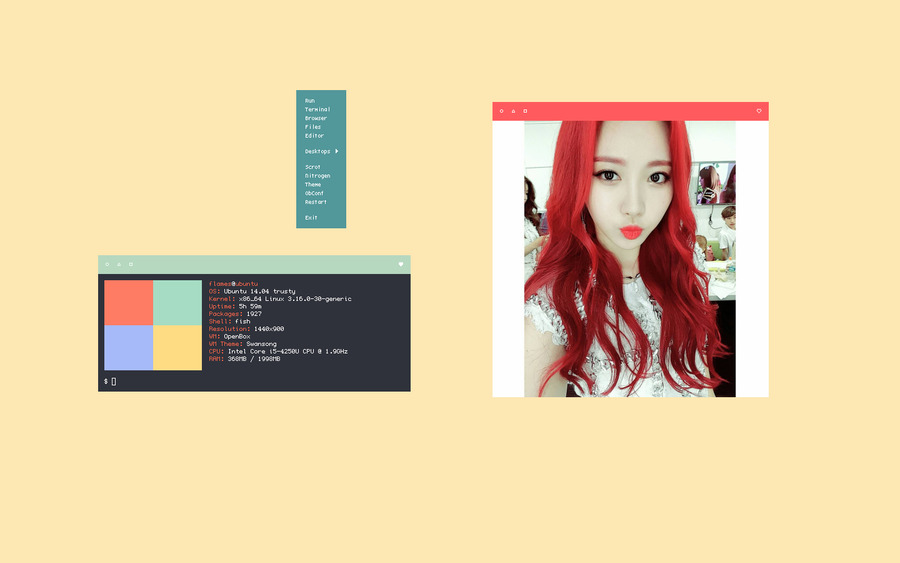 Run
Terminal
Browser
Files
Editor
Desktops
Scrot
Nitrogen
Theme
ObConf
Restart
Exit
flames@ubuntu
OS: Ubuntu 14.04 trusty
Kernel: x86_64 Linux 3.16.0-30-generic
Uptime: 5h 59m
Packages: 1927
Shell: fish
Resolution: 1440x900
WM: OpenBox
WM Theme: Swansong
CPU: Intel Core i5-4250U CPU @ 1.9GHz
RAM: 368MB / 1998MB
$